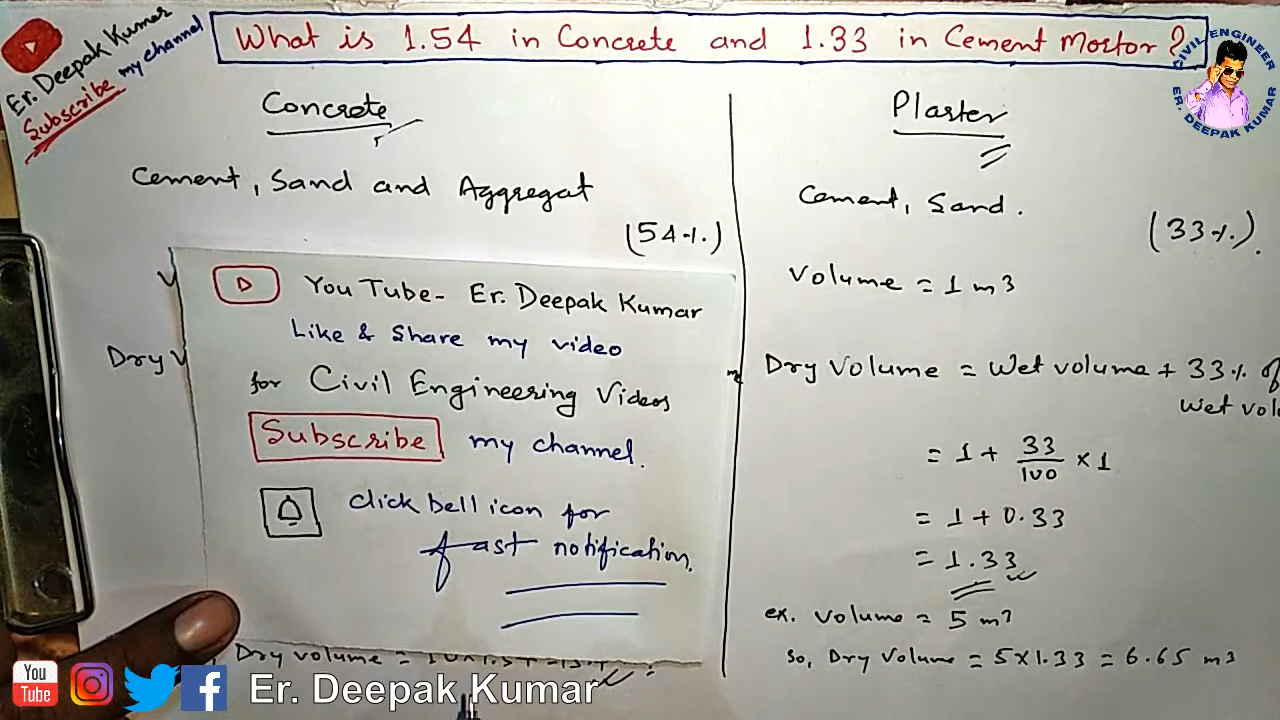 Er. Deepak Kumar
Subscribe my channel
What is 1.54 in Concrete and 1.33 in Cement Mortor ?
CIVIL ENGINEER
ER. DEEPAK KUMAR
Concrete
Cement, Sand and Aggregat
(54%)
V
Dry V
YouTube- Er. Deepak Kumar
Like & Share my video
for Civil Engineering Videos
Subscribe my channel.
click bell icon for
fast notification.
Dry volume =
Plaster
Cement, Sand.
(33%).
Volume = 1 m3
Dry Volume = Wet volume + 33% of
Wet vol
= 1 + 33/100 × 1
= 1 + 0.33
= 1.33
ex. Volume = 5 m3
So, Dry Volume = 5 × 1.33 = 6.65 m3
You
Tube
Er. Deepak Kumar